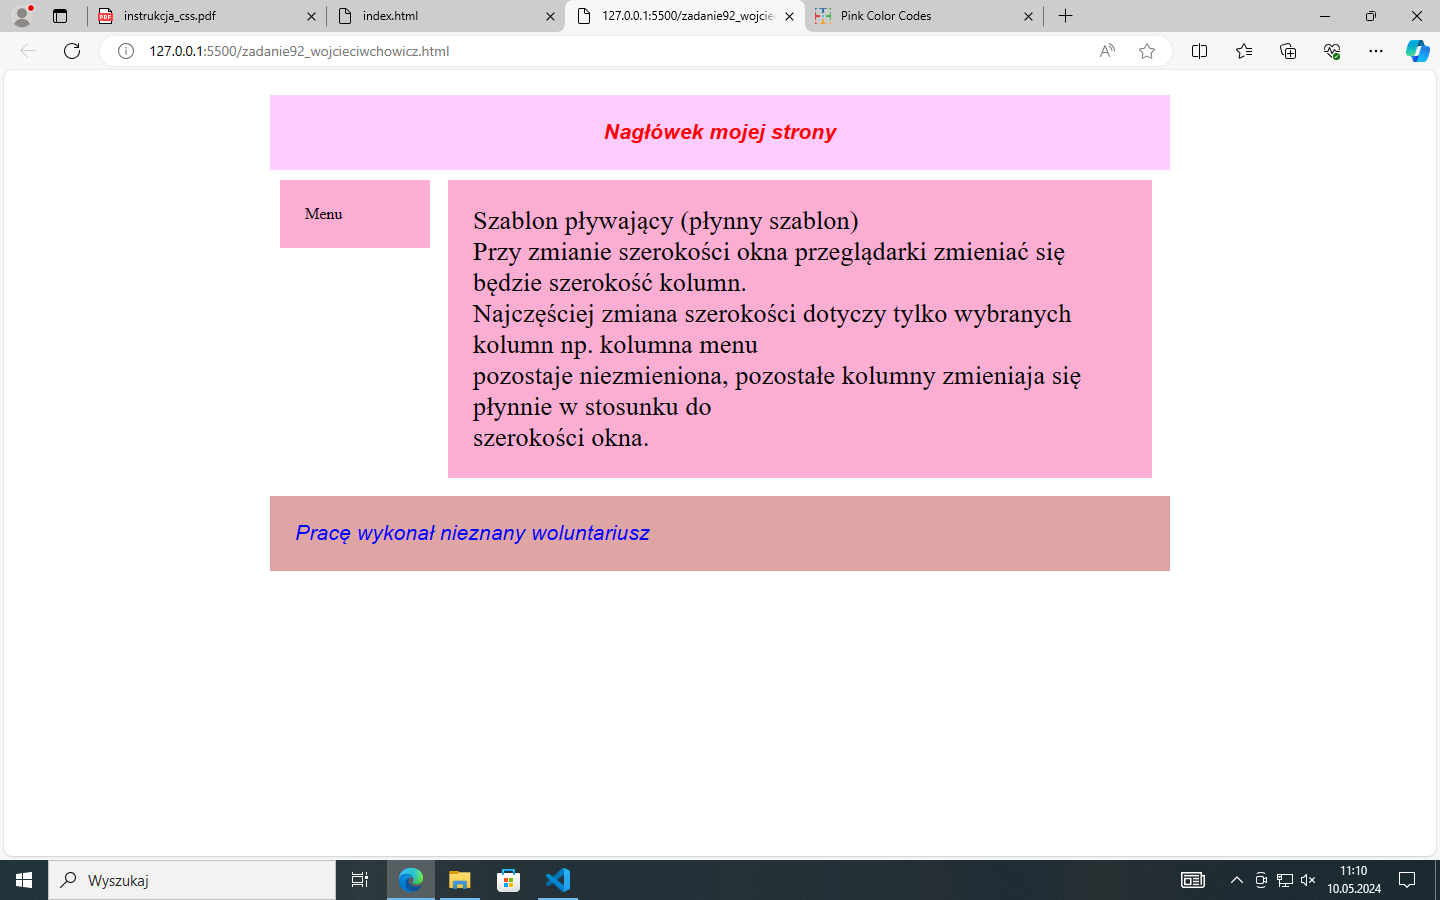 instrukcja_css.pdf
index.html
127.0.0.1:5500/zadanie92_wojciec
Pink Color Codes
127.0.0.1:5500/zadanie92_wojcieciwchowicz.html
Nagłówek mojej strony
Menu
Szablon pływający (płynny szablon)
Przy zmianie szerokości okna przeglądarki zmieniać się
będzie szerokość kolumn.
Najczęściej zmiana szerokości dotyczy tylko wybranych
kolumn np. kolumna menu
pozostaje niezmieniona, pozostałe kolumny zmieniaja się
płynnie w stosunku do
szerokości okna.
Pracę wykonał nieznany woluntariusz
Wyszukaj
11:10
10.05.2024